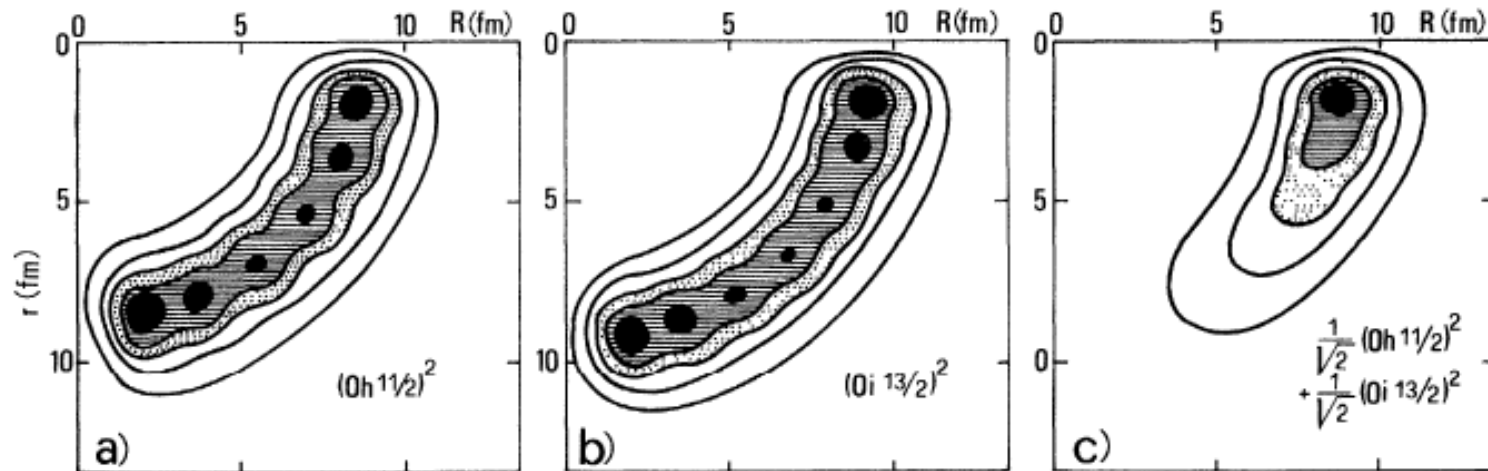 0 5 10 R(fm)
0
5
10
r (fm)
(0h 11/2)²
a)
0 5 10 R(fm)
0
5
10
(0i 13/2)²
b)
0 5 10 R(fm)
0
5
0
1/√2 (0h 11/2)²
+ 1/√2 (0i 13/2)²
c)